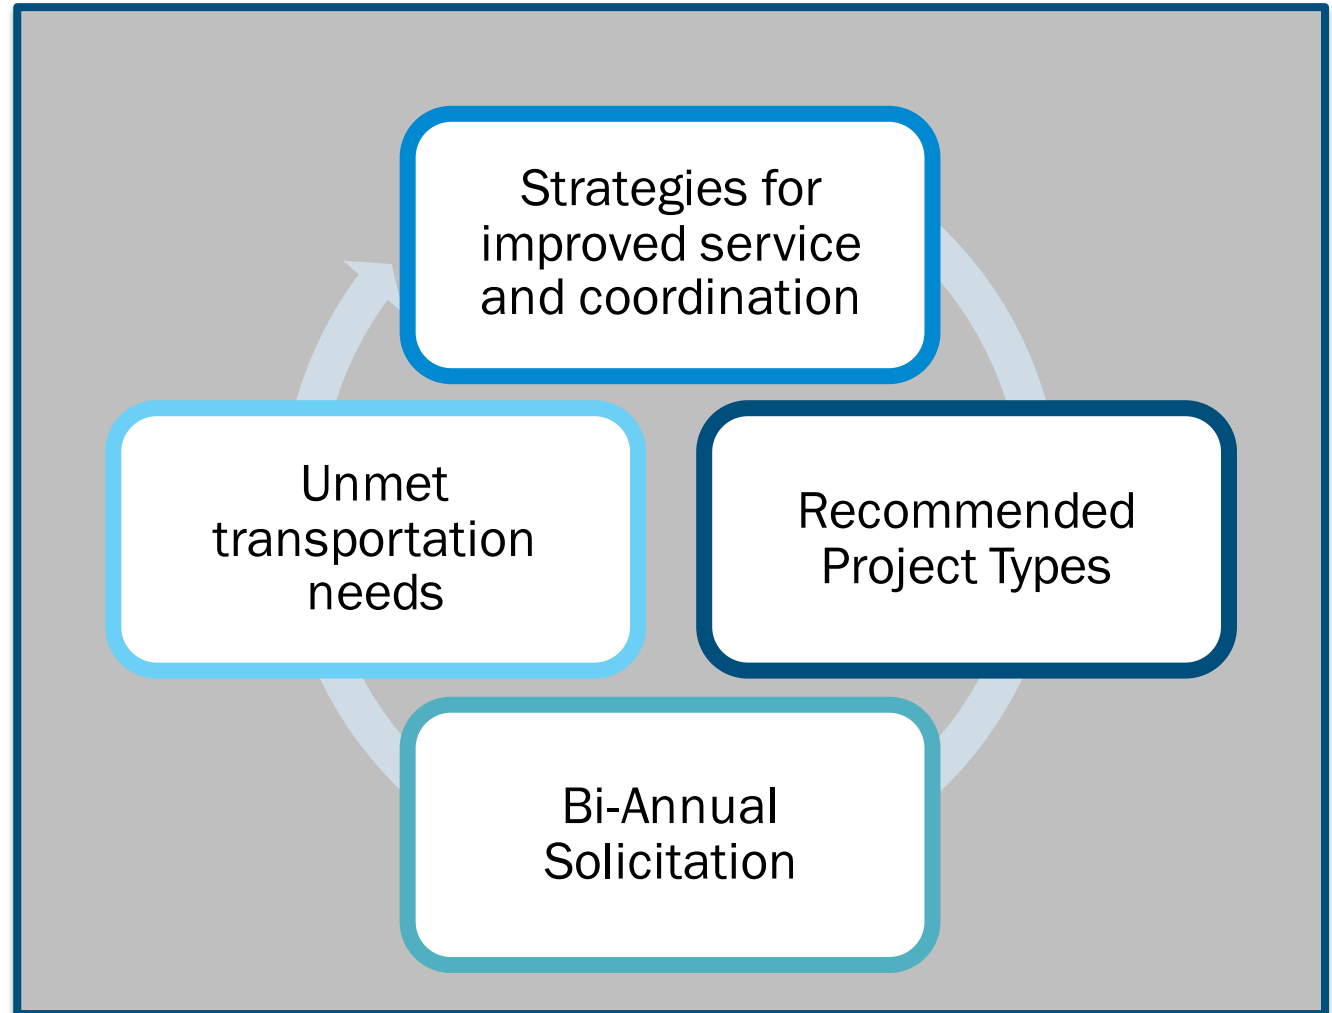 Strategies for
improved service
and coordination
Unmet
transportation
needs
Recommended
Project Types
Bi-Annual
Solicitation